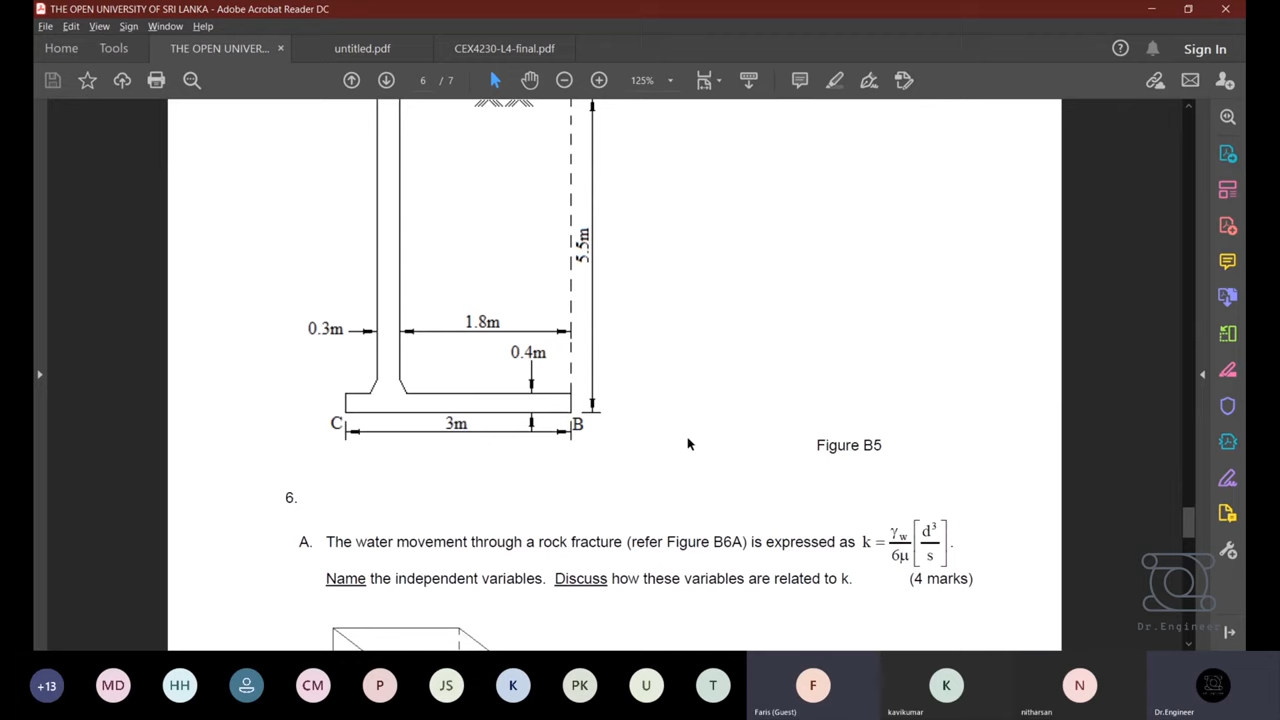 THE OPEN UNIVERSITY OF SRI LANKA - Adobe Acrobat Reader DC
File Edit View Sign Window Help
Home Tools THE OPEN UNIVER... × untitled.pdf CEX4230-L4-final.pdf Sign In
6 / 7 125%
5.5m
0.3m 1.8m
0.4m
C 3m B
Figure B5
6.
A. The water movement through a rock fracture (refer Figure B6A) is expressed as k = γw/6μ [d³/s].
Name the independent variables. Discuss how these variables are related to k. (4 marks)
Dr.Engineer
+13 MD HH CM P JS K PK U T F K N
Faris (Guest) kavikumar nitharsan Dr.Engineer